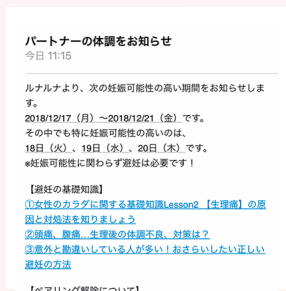 パートナーの体調をお知らせ
今日 11:15
ルナルナより、次の妊娠可能性の高い期間をお知らせしま
す。
2018/12/17（月）〜2018/12/21（金）です。
その中でも特に妊娠可能性の高いのは、
18日（火）、19日（水）、20日（木）です。
※妊娠可能性に関わらず避妊は必要です！
【避妊の基礎知識】
①女性のカラダに関する基礎知識Lesson2 【生理痛】の原
因と対処法を知りましょう
②頭痛、腹痛...生理後の体調不良、対策は？
③意外と勘違いしている人が多い！おさらいしたい正しい
避妊の方法
【ペアリング解除について】